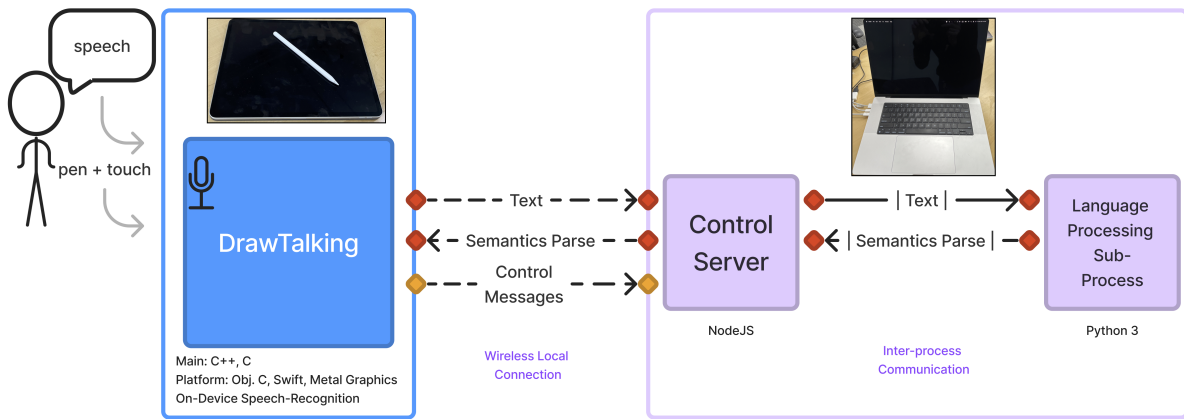 speech
pen + touch
DrawTalking
Main: C++, C
Platform: Obj. C, Swift, Metal Graphics
On-Device Speech-Recognition
Text
Semantics Parse
Control
Messages
Wireless Local
Connection
Control
Server
NodeJS
| Text |
| Semantics Parse |
Inter-process
Communication
Language
Processing
Sub-
Process
Python 3